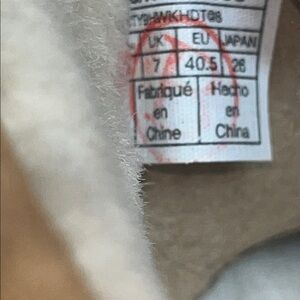 UK EU JAPAN
7 40.5 26
Fabriqué Hecho
en en
Chine China